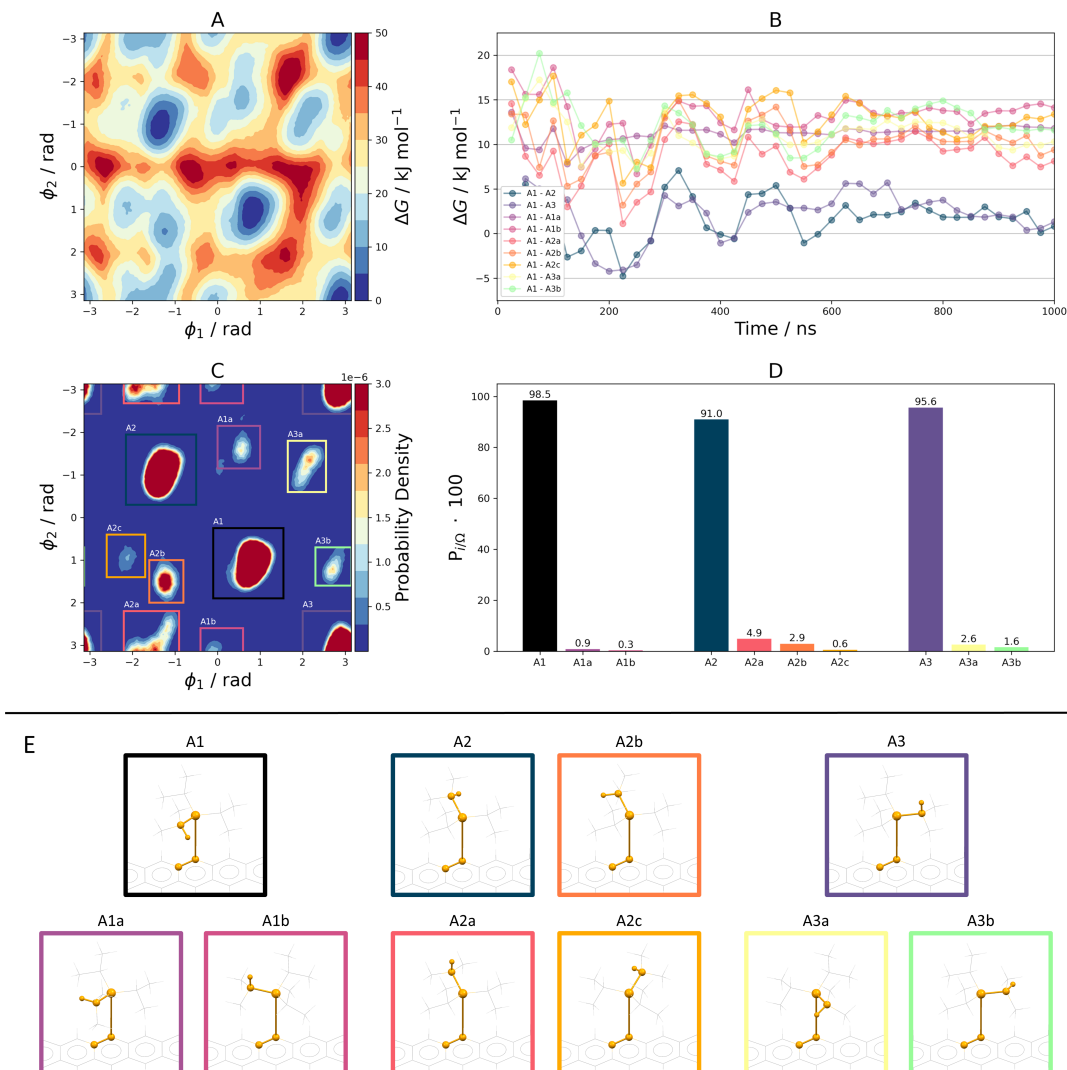 A
−3
−2
−1
0
1
2
3
ϕ2 / rad
−3 −2 −1 0 1 2 3
ϕ1 / rad
50
40
30
20
10
0
ΔG / kJ mol−1
B
20
15
10
5
0
−5
ΔG / kJ mol−1
A1 - A2
A1 - A3
A1 - A1a
A1 - A1b
A1 - A2a
A1 - A2b
A1 - A2c
A1 - A3a
A1 - A3b
0 200 400 600 800 1000
Time / ns
C
1e−6
−3
−2
−1
0
1
2
3
ϕ2 / rad
A1a
A2
A3a
A1
A2c
A3b
A2b
A2a
A3
A1b
−3 −2 −1 0 1 2 3
ϕ1 / rad
3.0
2.5
2.0
1.5
1.0
0.5
Probability Density
D
100
80
60
40
20
0
Pi/Ω · 100
98.5 0.9 0.3 91.0 4.9 2.9 0.6 95.6 2.6 1.6
A1 A1a A1b A2 A2a A2b A2c A3 A3a A3b
E
A1 A2 A2b A3
A1a A1b A2a A2c A3a A3b